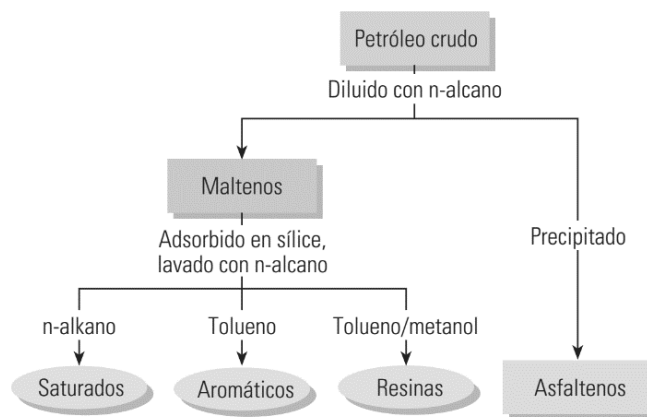 Petróleo crudo
Diluido con n-alcano
Maltenos
Adsorbido en sílice,
lavado con n-alcano
Precipitado
n-alkano
Tolueno
Tolueno/metanol
Saturados
Aromáticos
Resinas
Asfaltenos